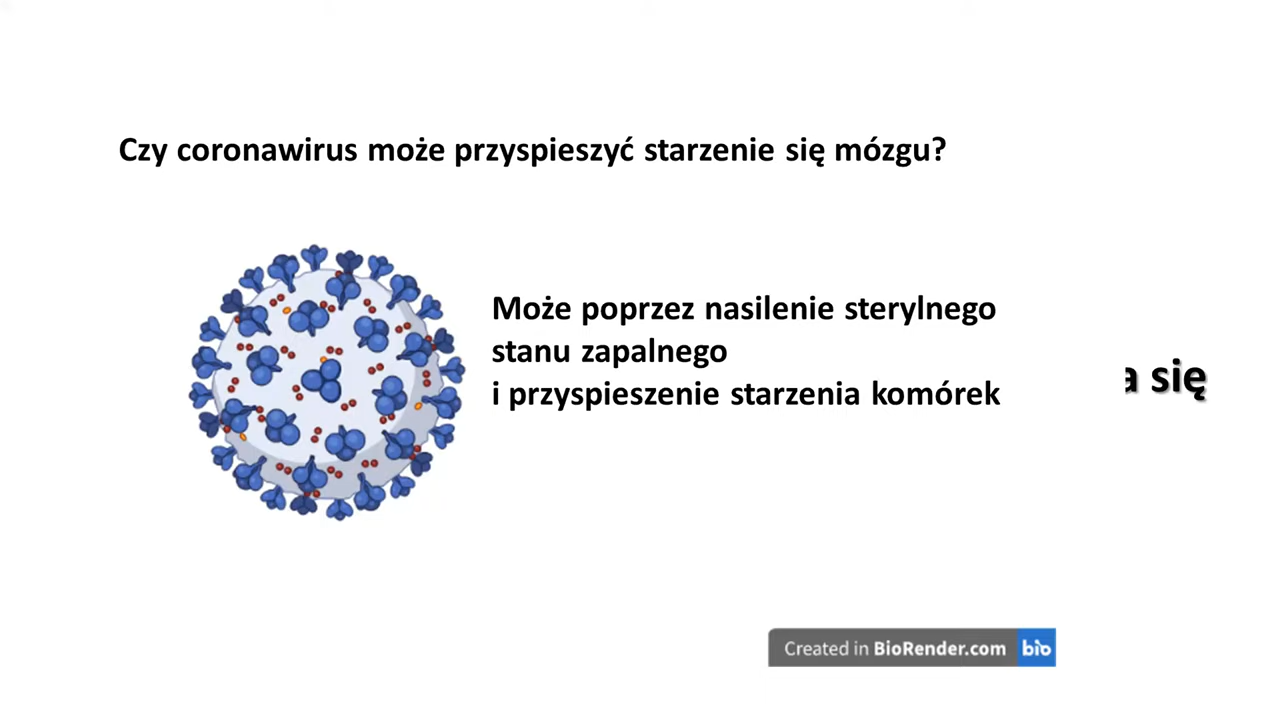 Czy coronawirus może przyspieszyć starzenie się mózgu?
Może poprzez nasilenie sterylnego
stanu zapalnego
i przyspieszenie starzenia komórek
się
Created in BioRender.com bio